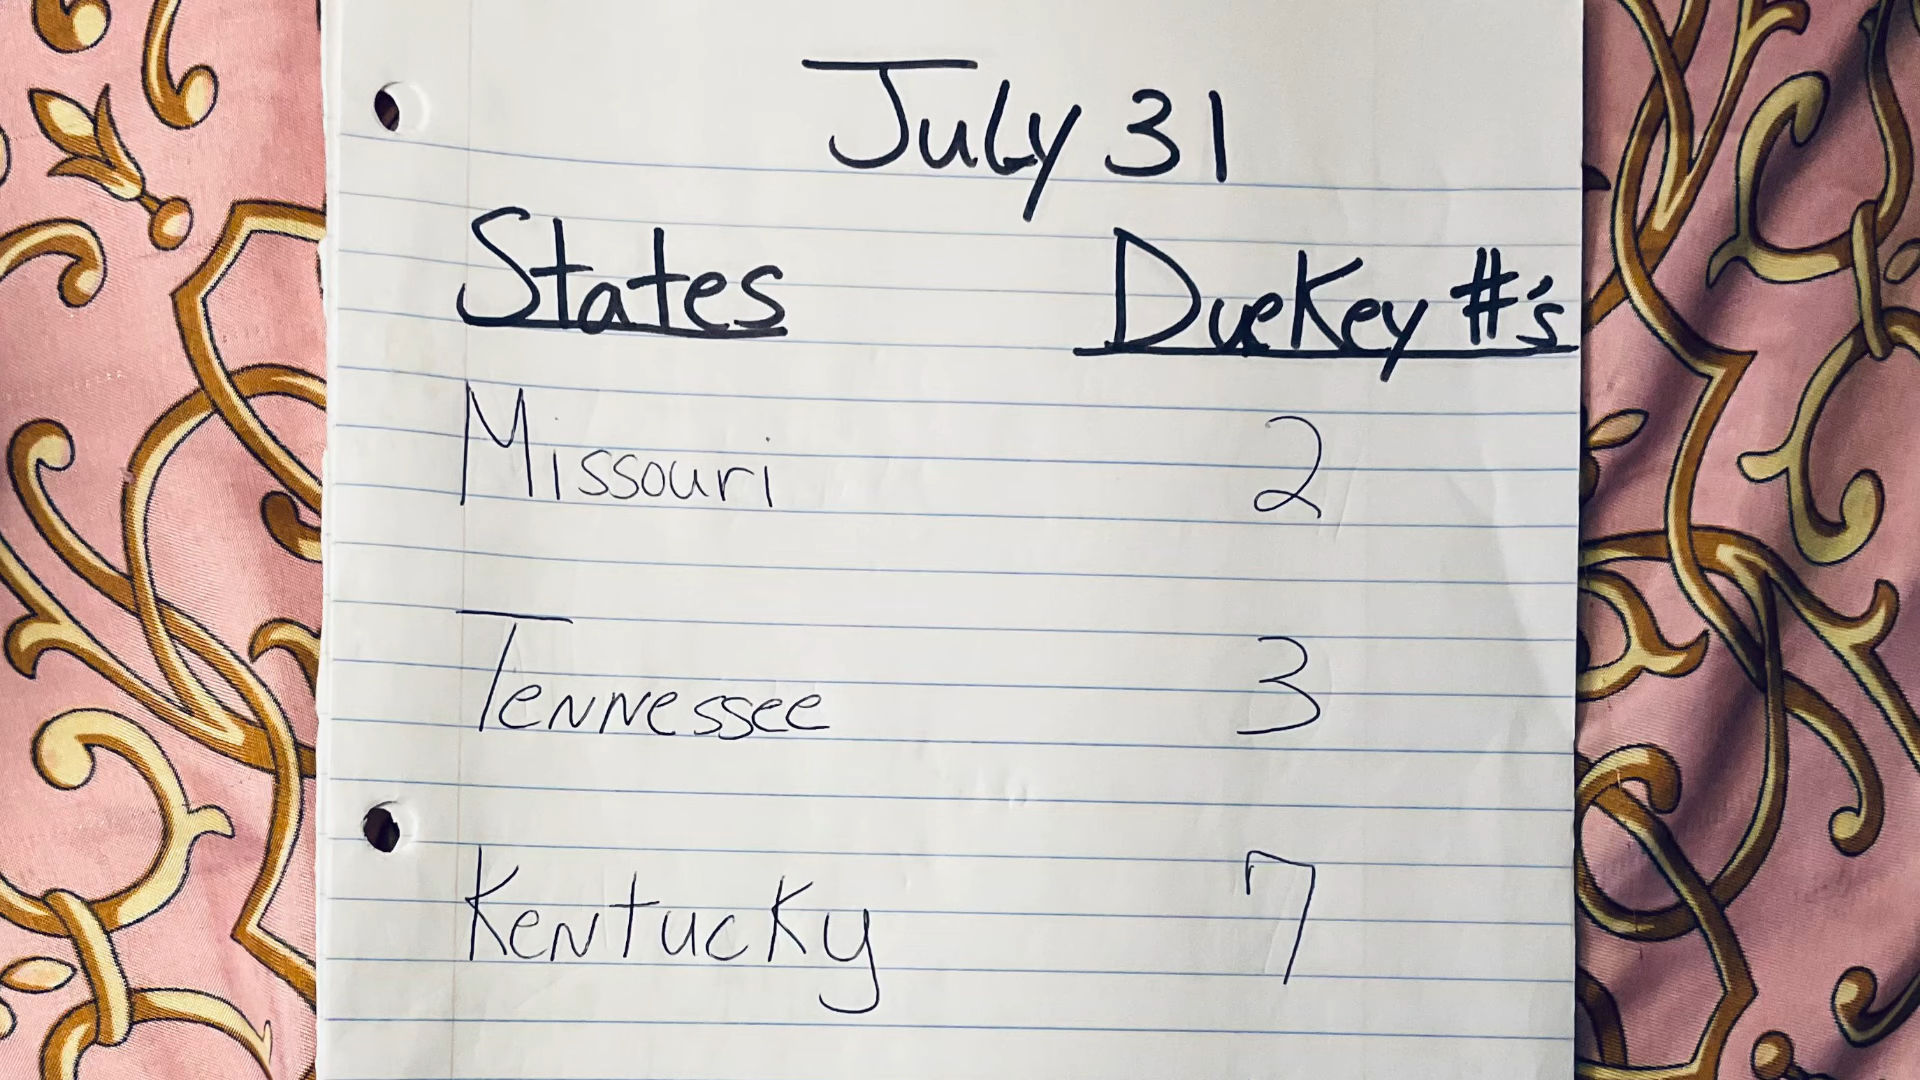 July 31
States DueKey #'s
Missouri 2
Tennessee 3
Kentucky 7